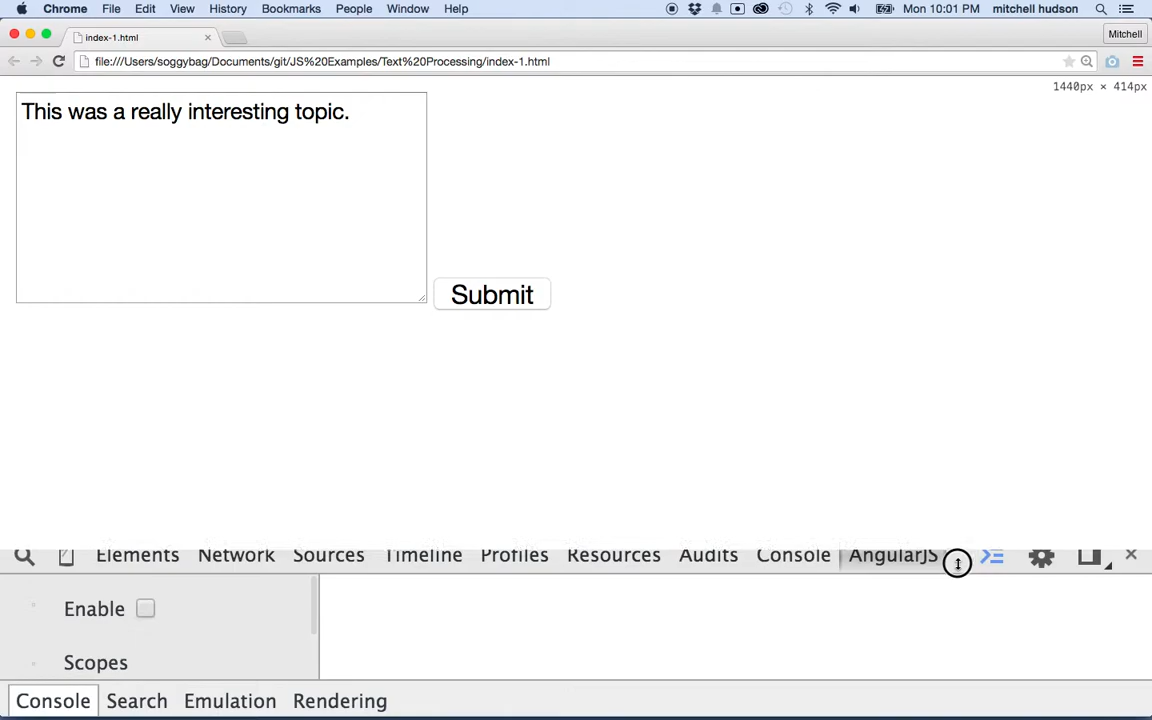 Chrome File Edit View History Bookmarks People Window Help Mon 10:01 PM mitchell hudson
index-1.html Mitchell
file:///Users/soggybag/Documents/git/JS%20Examples/Text%20Processing/index-1.html
1440px × 414px
This was a really interesting topic.
Submit
Elements Network Sources Timeline Profiles Resources Audits Console AngularJS
Enable
Scopes
Console Search Emulation Rendering